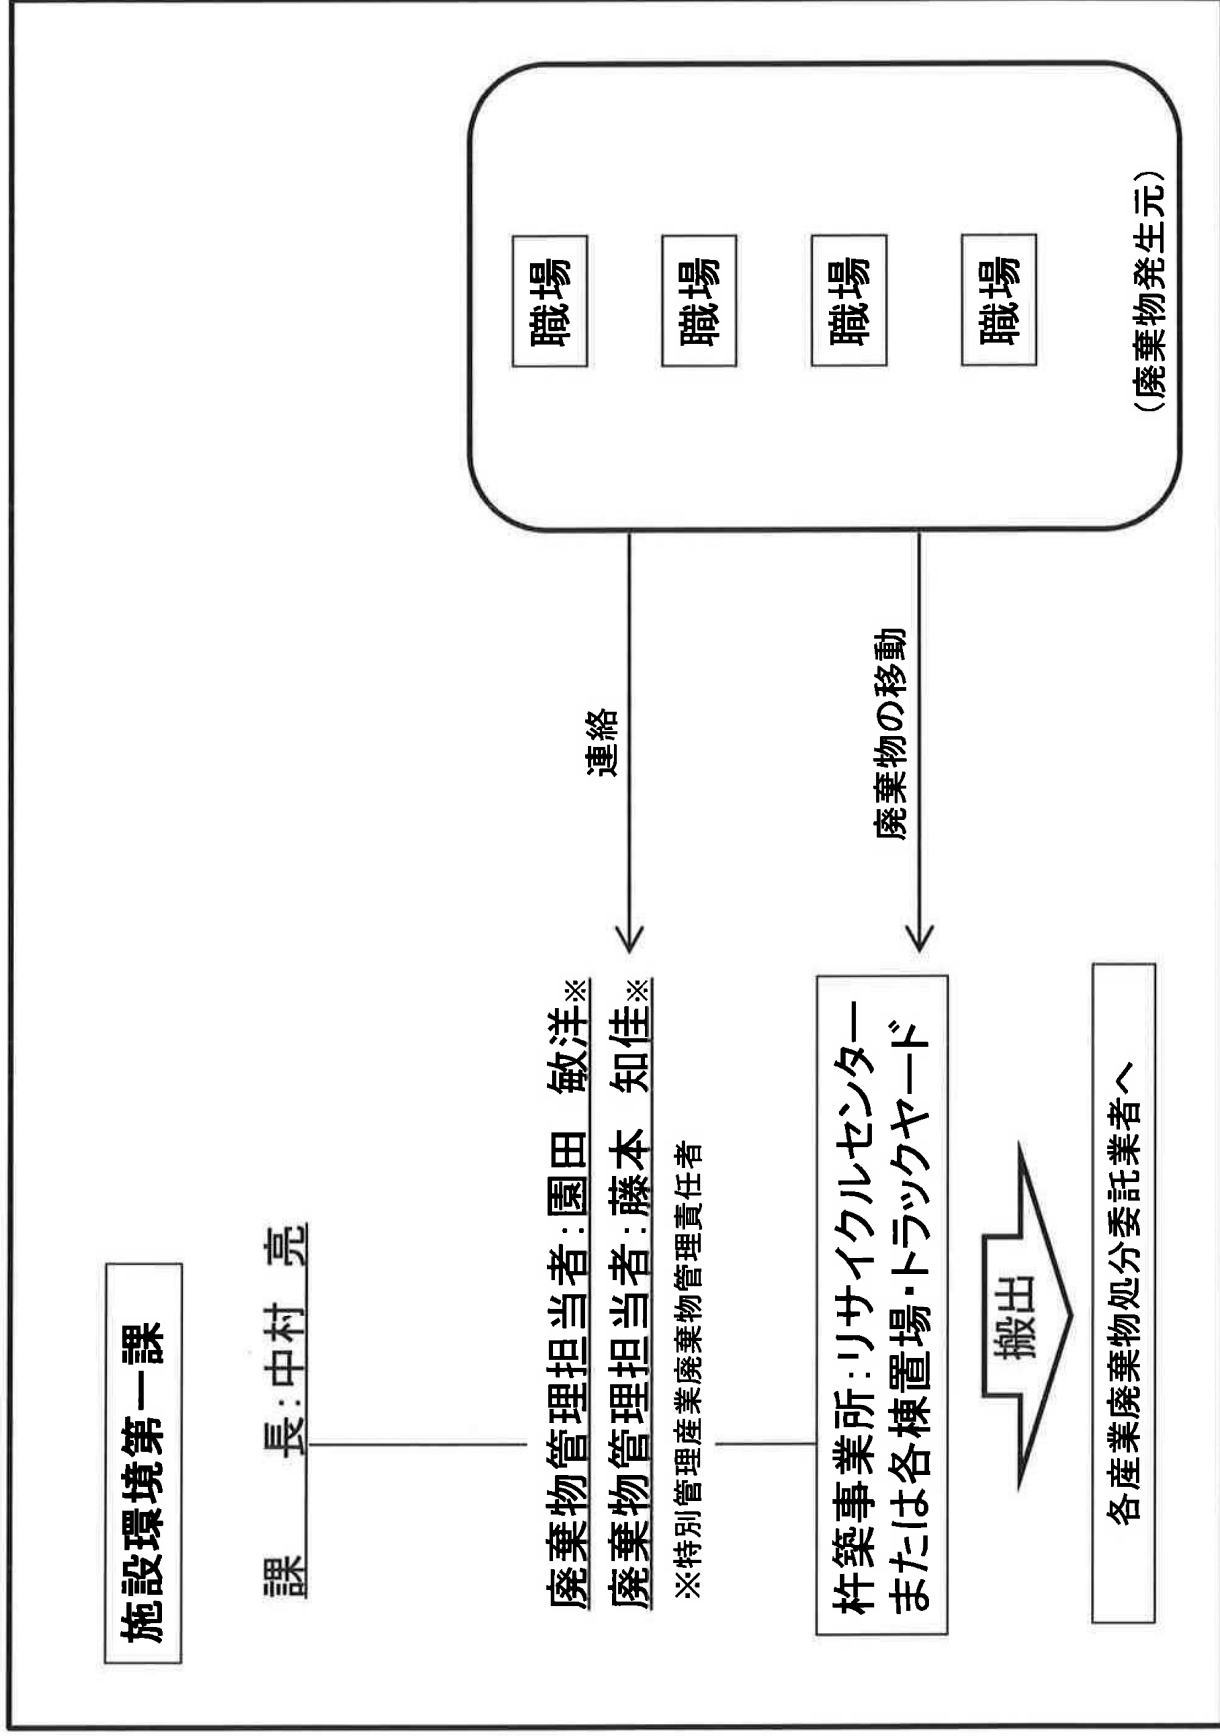 施設環境第一課
課　　長:中村　亮
廃棄物管理担当者:園田　敏洋※
廃棄物管理担当者:藤本　知佳※
※特別管理産業廃棄物管理責任者
連絡
職場
職場
職場
職場
(廃棄物発生元)
廃棄物の移動
杵築事業所:リサイクルセンター
または各棟置場・トラックヤード
搬出
各産業廃棄物処分委託業者へ